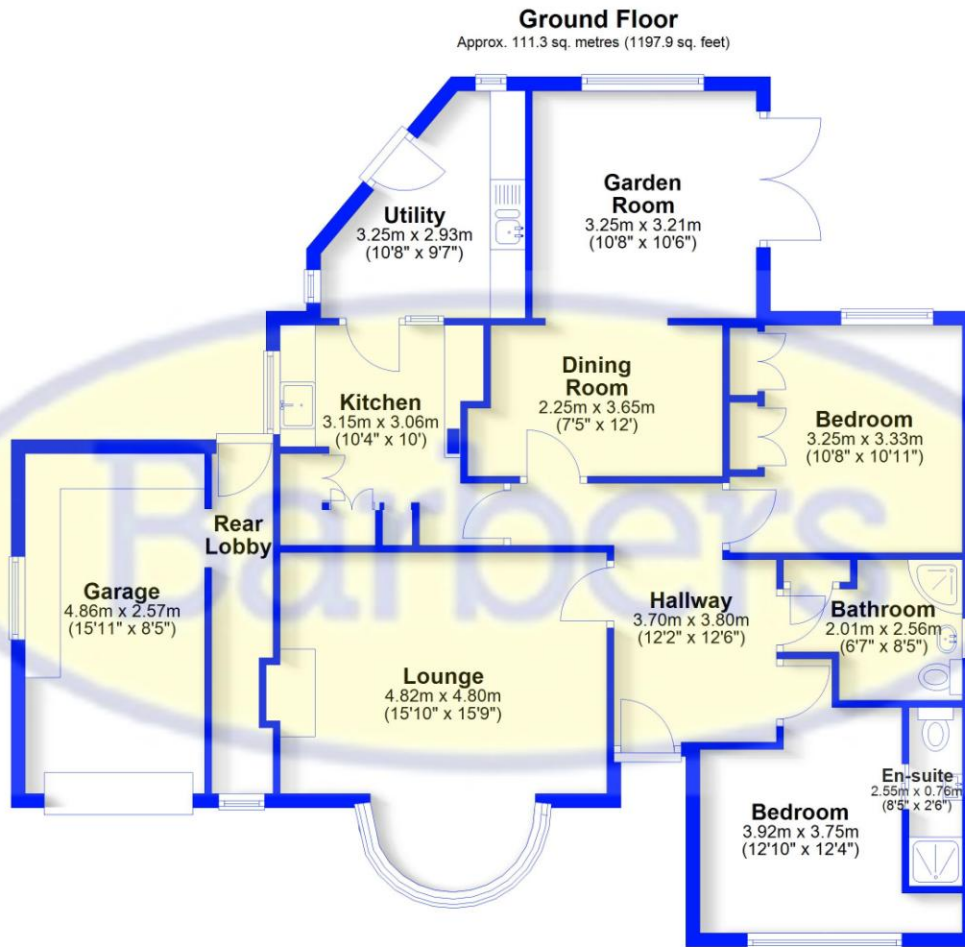 Ground Floor
Approx. 111.3 sq. metres (1197.9 sq. feet)
Utility
3.25m x 2.93m
(10'8" x 9'7")
Garden
Room
3.25m x 3.21m
(10'8" x 10'6")
Kitchen
3.15m x 3.06m
(10'4" x 10')
Dining
Room
2.25m x 3.65m
(7'5" x 12')
Bedroom
3.25m x 3.33m
(10'8" x 10'11")
Barbers
Rear
Lobby
Garage
4.86m x 2.57m
(15'11" x 8'5")
Hallway
3.70m x 3.80m
(12'2" x 12'6")
Bathroom
2.01m x 2.56m
(6'7" x 8'5")
Lounge
4.82m x 4.80m
(15'10" x 15'9")
En-suite
2.55m x 0.76m
(8'5" x 2'6")
Bedroom
3.92m x 3.75m
(12'10" x 12'4")